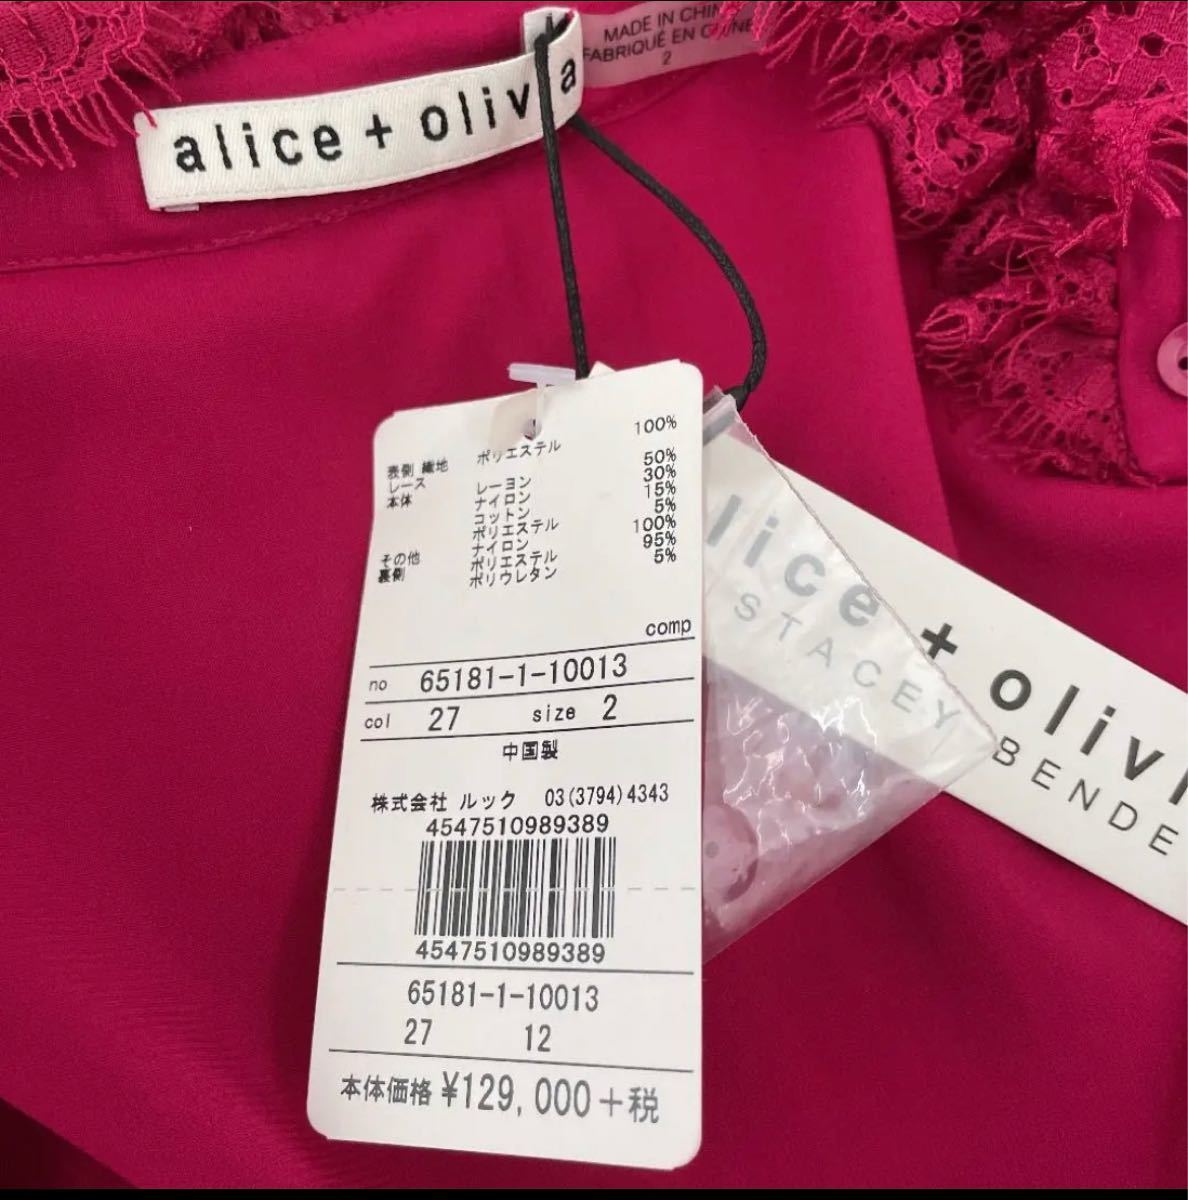 alice + oliv a
MADE IN CHIN
FABRIQUÉ EN CHINE
2
表側 織地 ポリエステル 100%
レース
本体 レーヨン 50%
ナイロン 30%
コットン 15%
ポリエステル 5%
その他 ナイロン 100%
裏側 ポリエステル 95%
ポリウレタン 5%
comp
no 65181-1-10013
col 27 size 2
中国製
株式会社 ルック 03(3794)4343
4547510989389
4547510989389
65181-1-10013
27 12
本体価格 ¥129,000+税
lice + olivi
STACEY BENDE